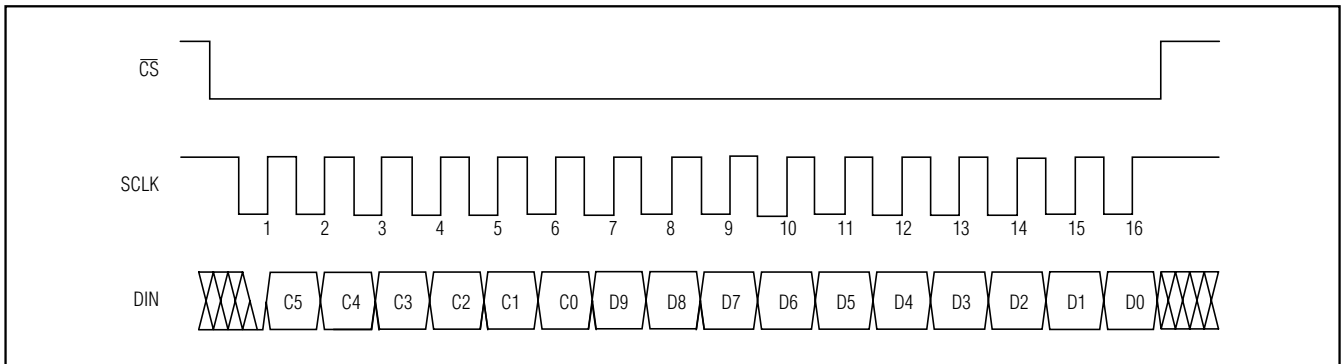 CS
SCLK
1 2 3 4 5 6 7 8 9 10 11 12 13 14 15 16
DIN
C5 C4 C3 C2 C1 C0 D9 D8 D7 D6 D5 D4 D3 D2 D1 D0